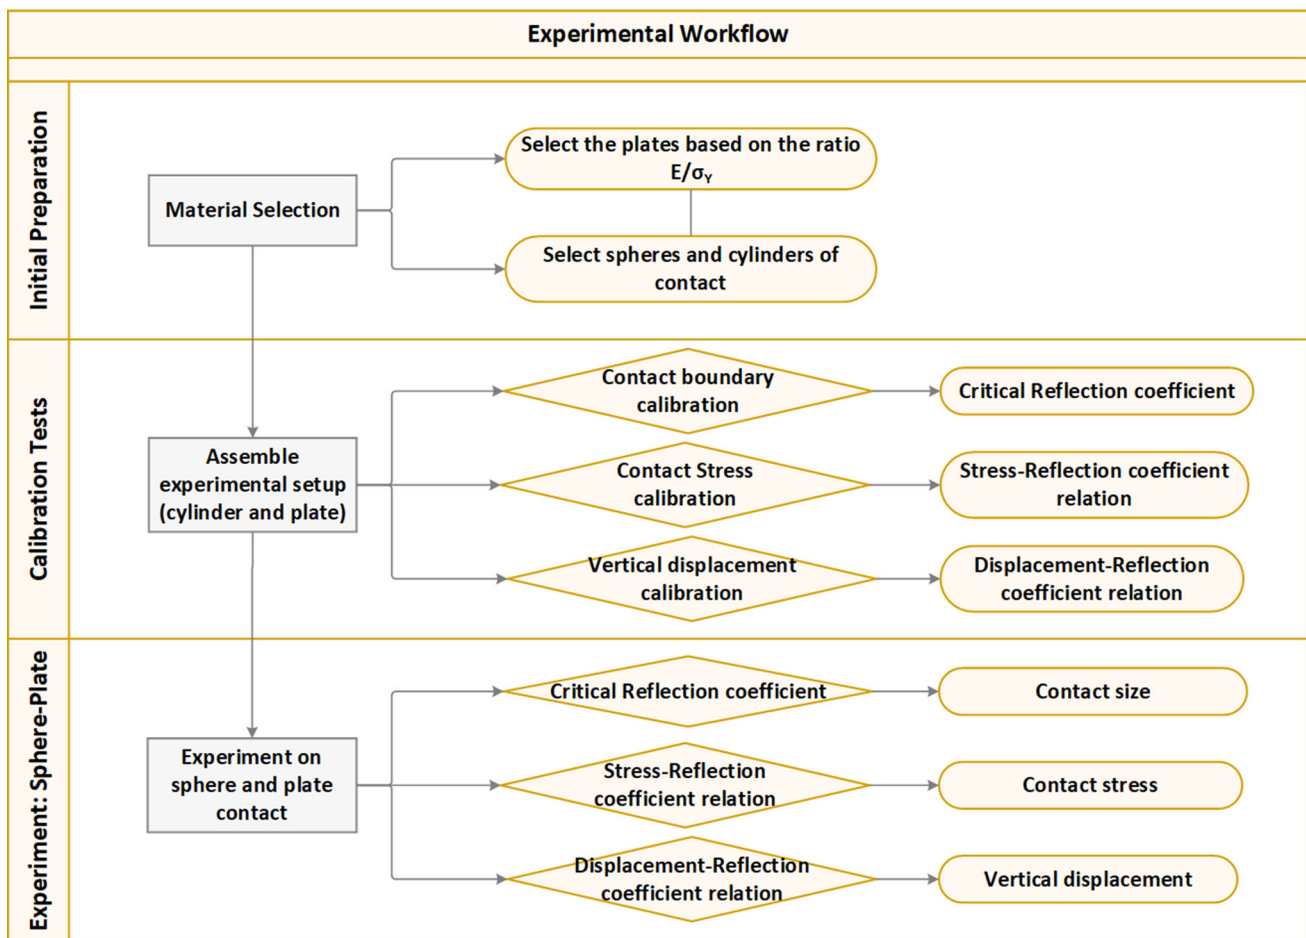 Experimental Workflow
Initial Preparation
Material Selection
Select the plates based on the ratio
E/σY
Select spheres and cylinders of
contact
Calibration Tests
Assemble
experimental setup
(cylinder and plate)
Contact boundary
calibration
Critical Reflection coefficient
Contact Stress
calibration
Stress-Reflection coefficient
relation
Vertical displacement
calibration
Displacement-Reflection
coefficient relation
Experiment: Sphere-Plate
Experiment on
sphere and plate
contact
Critical Reflection coefficient
Contact size
Stress-Reflection
coefficient relation
Contact stress
Displacement-Reflection
coefficient relation
Vertical displacement